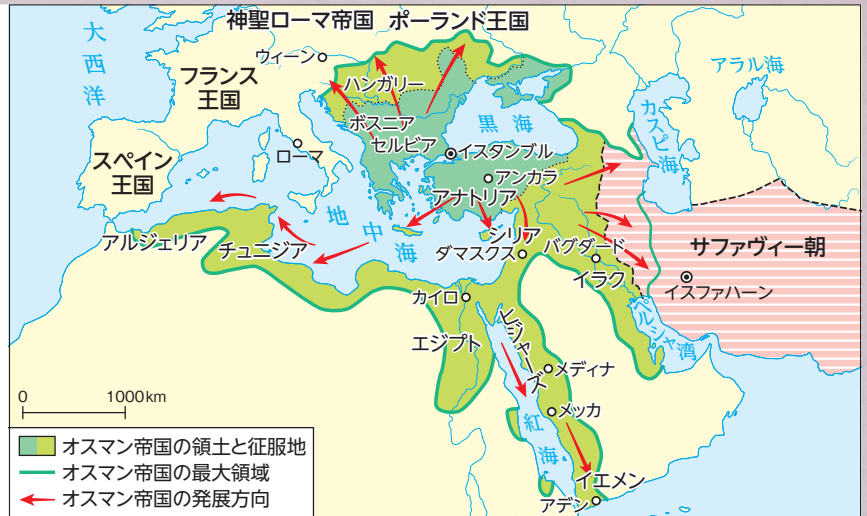 神聖ローマ帝国 ポーランド王国
大西洋
ウィーン
フランス
王国
ハンガリー
アラル海
カスピ海
ボスニア
セルビア
黒海
イスタンブル
ローマ
スペイン
王国
アンカラ
アナトリア
地中海
アルジェリア
チュニジア
シリア
ダマスクス
バグダード
イラク
サファヴィー朝
イスファハーン
カイロ
エジプト
ヒジャーズ
ペルシャ湾
メディナ
メッカ
紅海
イエメン
アデン
0 1000km
オスマン帝国の領土と征服地
オスマン帝国の最大領域
オスマン帝国の発展方向